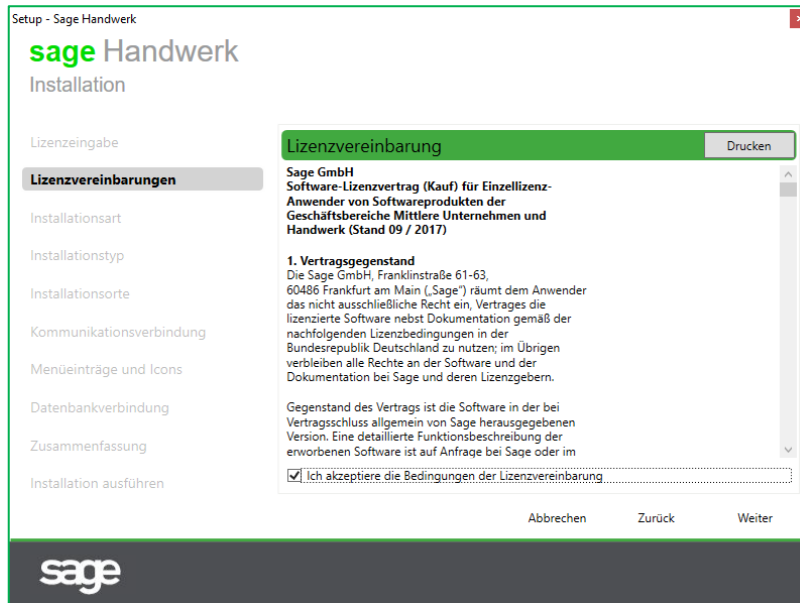 Setup - Sage Handwerk
sage Handwerk
Installation
Lizenzeingabe
Lizenzvereinbarungen
Installationsart
Installationstyp
Installationsorte
Kommunikationsverbindung
Menüeinträge und Icons
Datenbankverbindung
Zusammenfassung
Installation ausführen
Lizenzvereinbarung
Drucken
Sage GmbH
Software-Lizenzvertrag (Kauf) für Einzellizenz-
Anwender von Softwareprodukten der
Geschäftsbereiche Mittlere Unternehmen und
Handwerk (Stand 09 / 2017)
1. Vertragsgegenstand
Die Sage GmbH, Franklinstraße 61-63,
60486 Frankfurt am Main („Sage“) räumt dem Anwender
das nicht ausschließliche Recht ein, Vertrages die
lizenzierte Software nebst Dokumentation gemäß der
nachfolgenden Lizenzbedingungen in der
Bundesrepublik Deutschland zu nutzen; im Übrigen
verbleiben alle Rechte an der Software und der
Dokumentation bei Sage und deren Lizenzgebern.
Gegenstand des Vertrags ist die Software in der bei
Vertragsschluss allgemein von Sage herausgegebenen
Version. Eine detaillierte Funktionsbeschreibung der
erworbenen Software ist auf Anfrage bei Sage oder im
Ich akzeptiere die Bedingungen der Lizenzvereinbarung
Abbrechen
Zurück
Weiter
sage